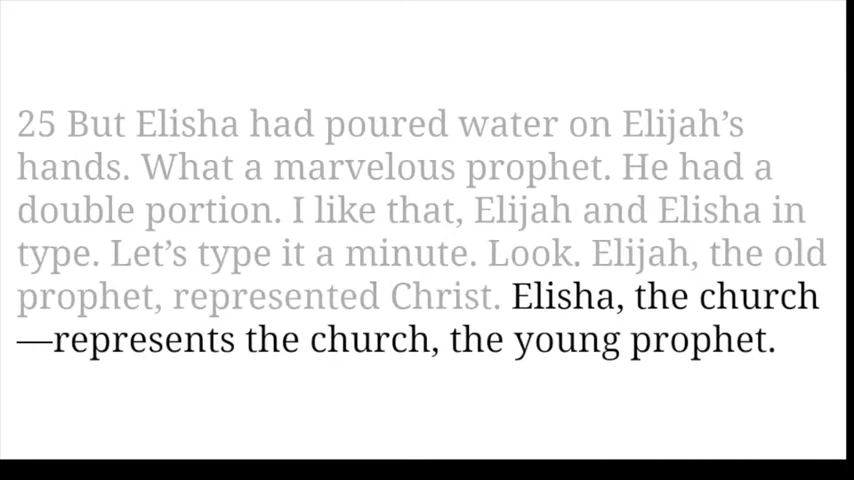 25 But Elisha had poured water on Elijah’s
hands. What a marvelous prophet. He had a
double portion. I like that, Elijah and Elisha in
type. Let’s type it a minute. Look. Elijah, the old
prophet, represented Christ. Elisha, the church
—represents the church, the young prophet.